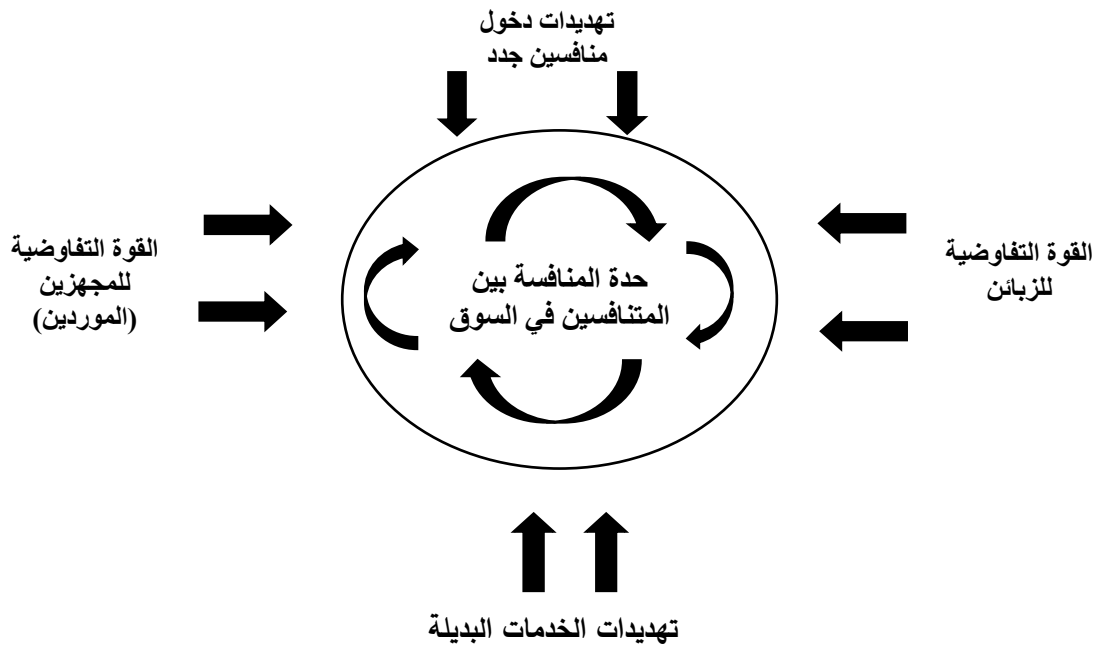 تهديدات دخول
منافسين جدد
القوة التفاوضية
للزبائن
حدة المنافسة بين
المتنافسين في السوق
القوة التفاوضية
للمجهزين
(الموردين)
تهديدات الخدمات البديلة